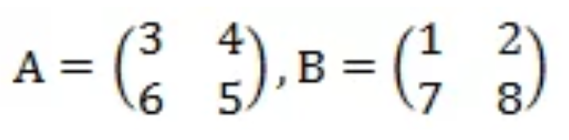 A = (3 4
6 5), B = (1 2
7 8)